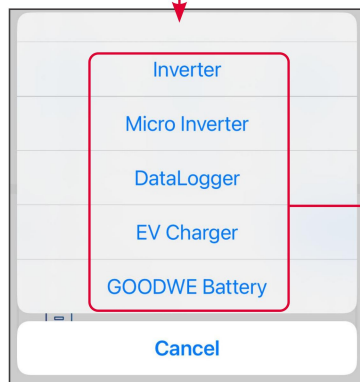 Inverter
Micro Inverter
DataLogger
EV Charger
GOODWE Battery
Cancel